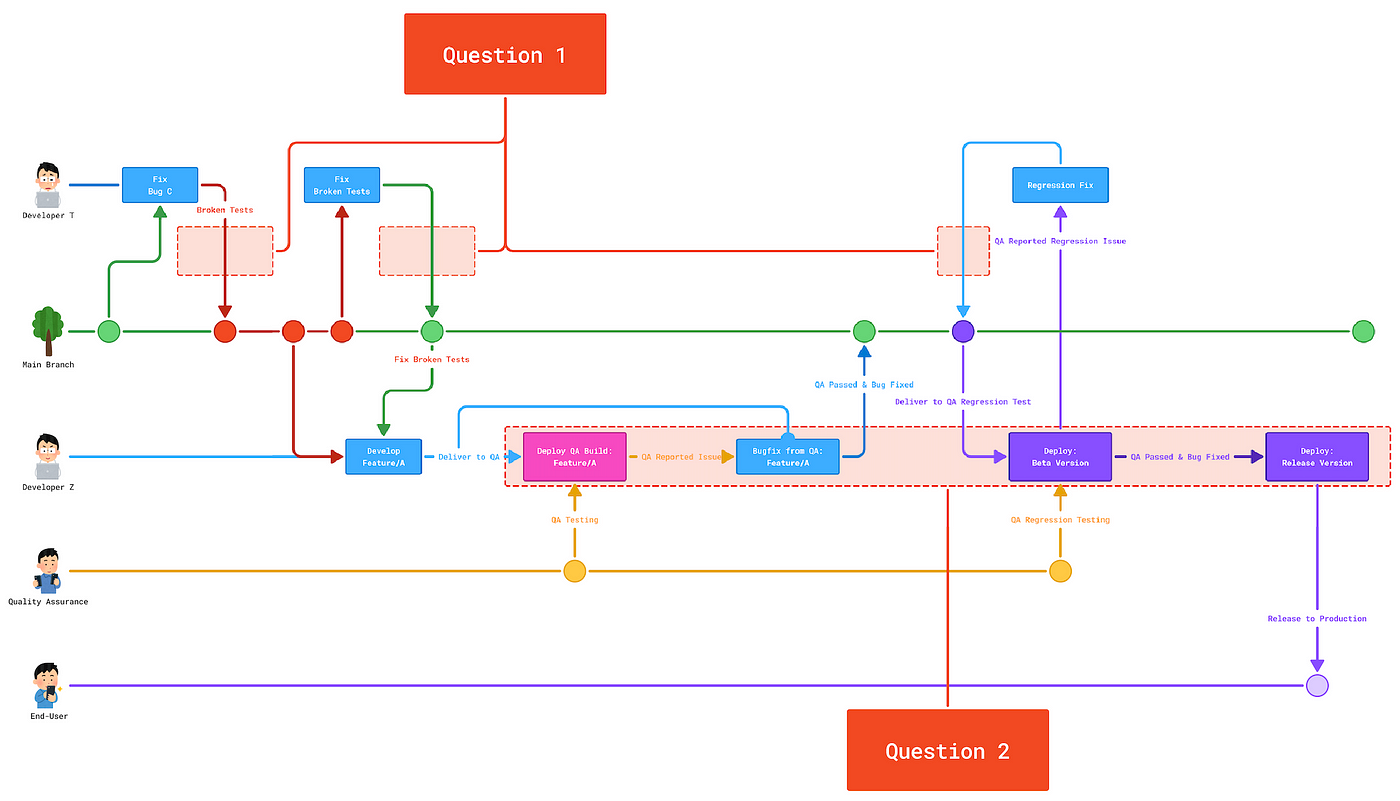 Question 1
Fix
Bug C
Fix
Broken Tests
Regression Fix
Broken Tests
Developer T
QA Reported Regression Issue
Main Branch
Fix Broken Tests
QA Passed & Bug Fixed
Deliver to QA Regression Test
Develop
Feature/A
Deliver to QA
Deploy QA Build:
Feature/A
QA Reported Issue
Bugfix from QA:
Feature/A
Deploy:
Beta Version
QA Passed & Bug Fixed
Deploy:
Release Version
Developer Z
QA Testing
QA Regression Testing
Quality Assurance
Release to Production
End-User
Question 2